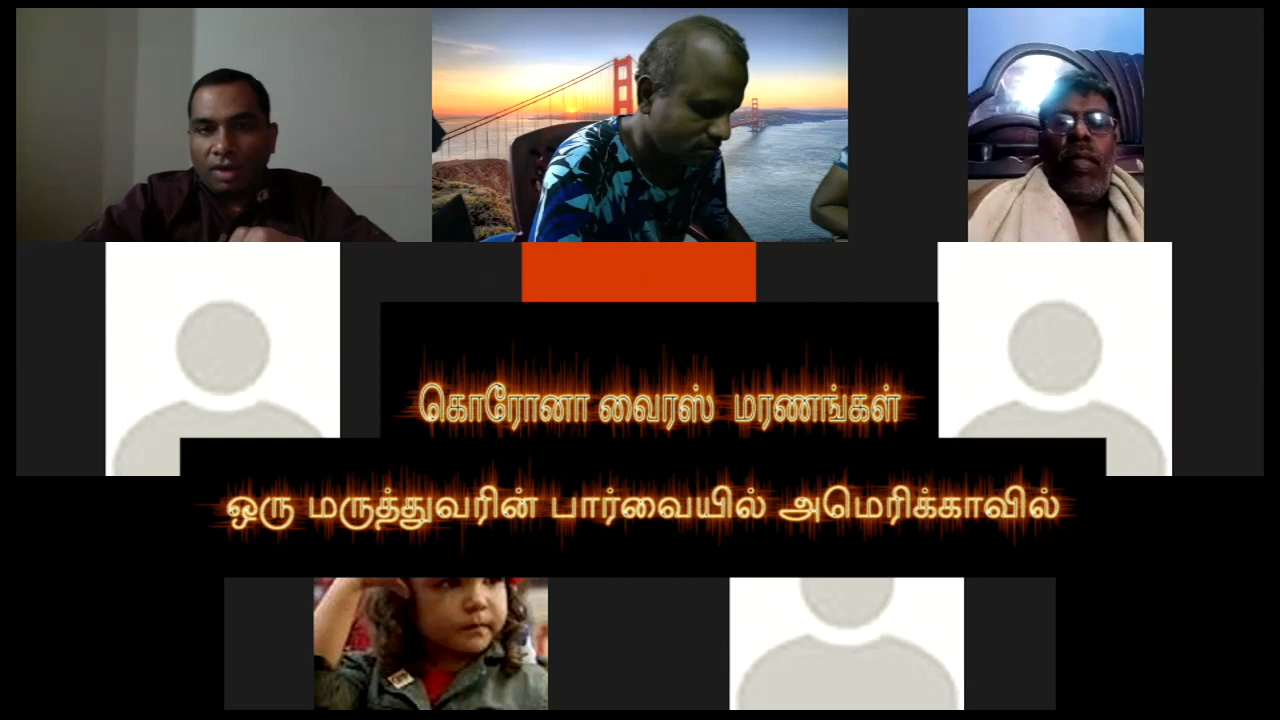 கொரோனா வைரஸ் மரணங்கள்
ஒரு மருத்துவரின் பார்வையில் அமெரிக்காவில்